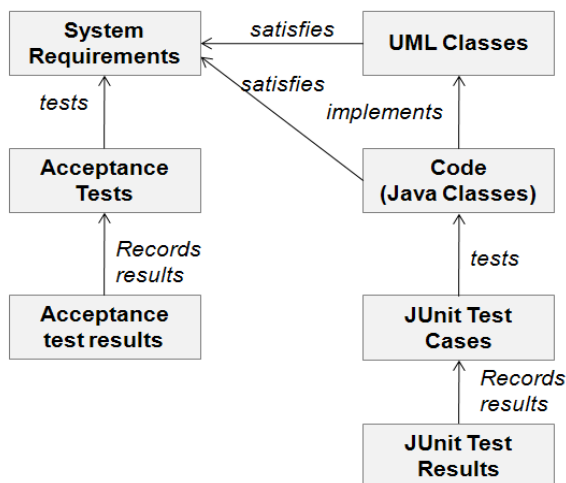 System
Requirements
satisfies
UML Classes
satisfies
tests
implements
Acceptance
Tests
Code
(Java Classes)
Records
results
tests
Acceptance
test results
JUnit Test
Cases
Records
results
JUnit Test
Results